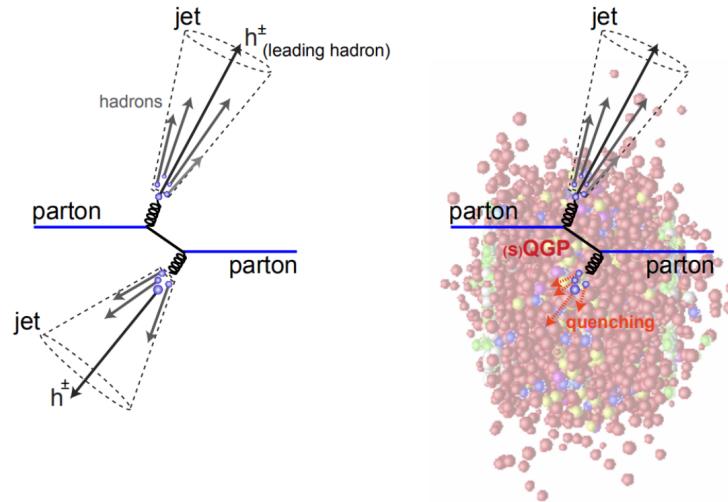 jet
h±
(leading hadron)
hadrons
parton
parton
jet
h±
jet
parton
(S)QGP
parton
quenching